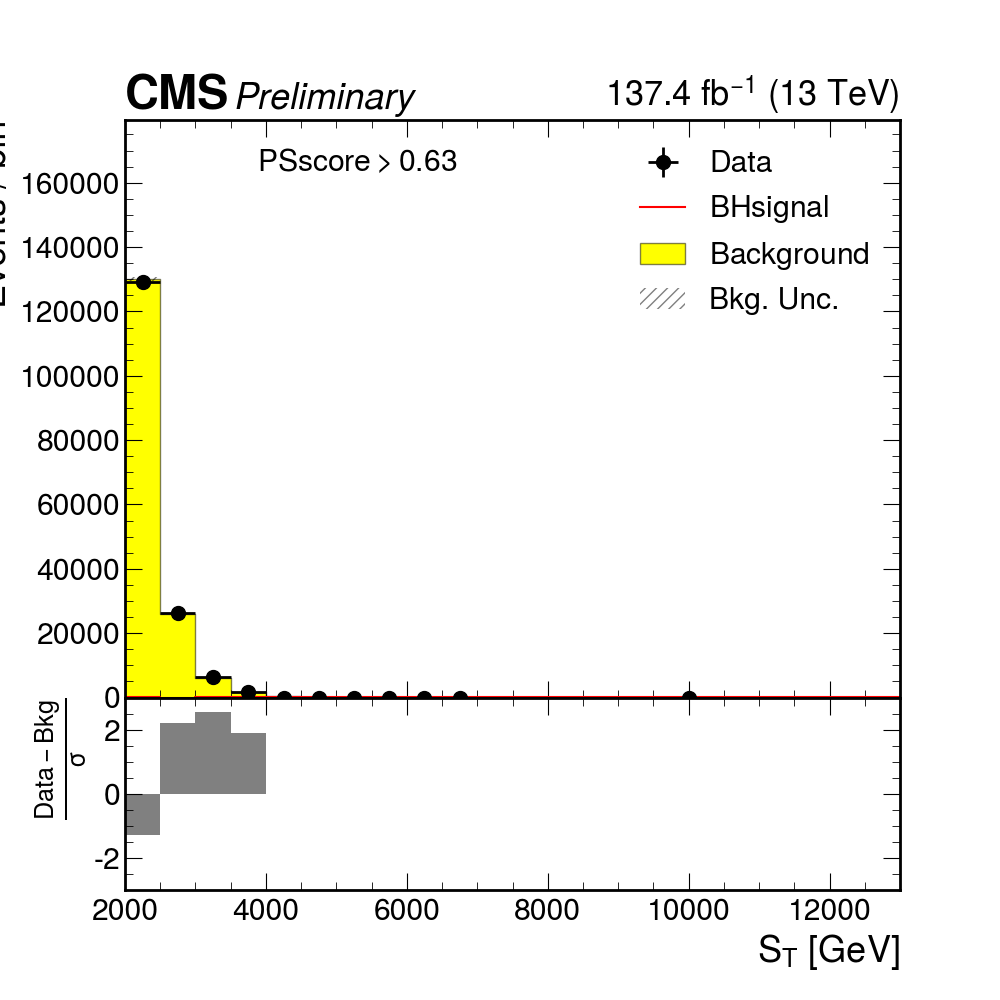 CMS Preliminary 137.4 fb⁻¹ (13 TeV)
PSscore > 0.63
Data
BHsignal
Background
Bkg. Unc.
160000
140000
120000
100000
80000
60000
40000
20000
0
Data − Bkg
σ
2
0
-2
2000 4000 6000 8000 10000 12000
S_T [GeV]